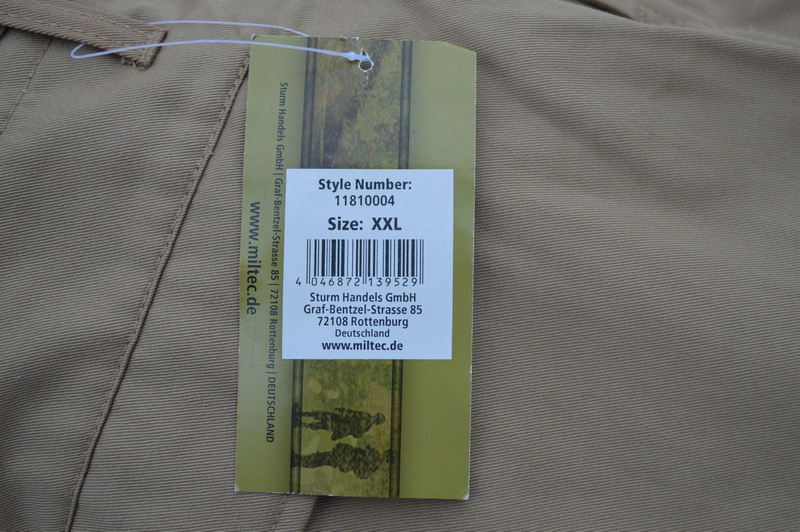 Style Number:
11810004
Size: XXL
4 046872 139529
Sturm Handels GmbH
Graf-Bentzel-Strasse 85
72108 Rottenburg
Deutschland
www.miltec.de
Sturm Handels GmbH | Graf-Bentzel-Strasse 85 | 72108 Rottenburg | DEUTSCHLAND
www.miltec.de